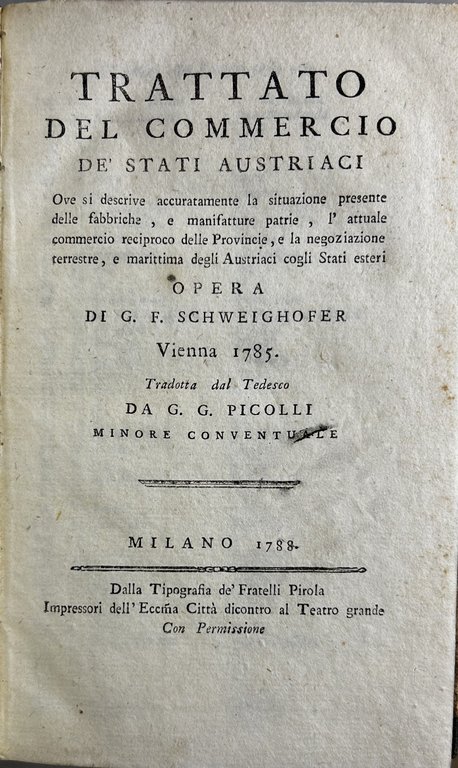 TRATTATO
DEL COMMERCIO
DE' STATI AUSTRIACI
Ove si descrive accuratamente la situazione presente
delle fabbriche, e manifatture patrie, l' attuale
commercio reciproco delle Provincie, e la negoziazione
terrestre, e marittima degli Austriaci cogli Stati esteri
OPERA
DI G. F. SCHWEIGHOFER
Vienna 1785.
Tradotta dal Tedesco
DA G. G. PICOLLI
MINORE CONVENTUALE
MILANO 1788.
Dalla Tipografia de' Fratelli Pirola
Impressori dell' Eccm̃a Città dicontro al Teatro grande
Con Permissione